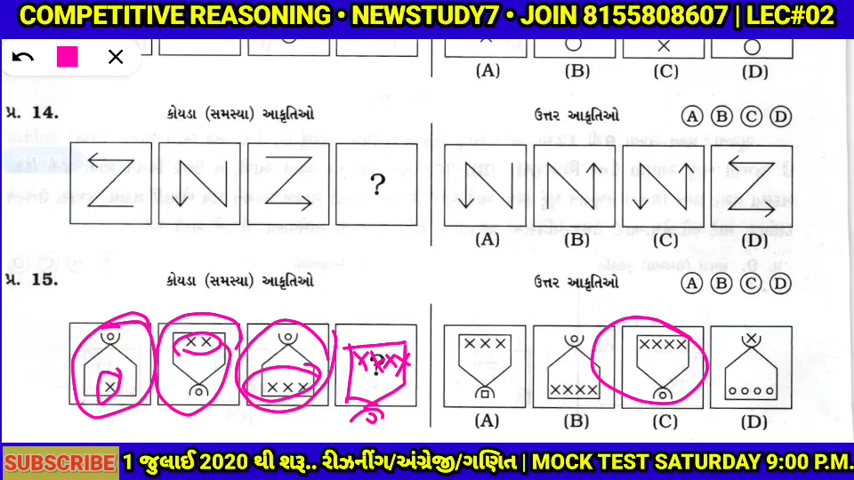 COMPETITIVE REASONING • NEWSTUDY7 • JOIN 8155808607 | LEC#02
(A) (B) (C) (D)
પ્ર. 14. કોયડા (સમસ્યા) આકૃતિઓ ઉત્તર આકૃતિઓ Ⓐ Ⓑ Ⓒ Ⓓ
?
(A) (B) (C) (D)
પ્ર. 15. કોયડા (સમસ્યા) આકૃતિઓ ઉત્તર આકૃતિઓ Ⓐ Ⓑ Ⓒ Ⓓ
?
(A) (B) (C) (D)
SUBSCRIBE 1 જુલાઈ 2020 થી શરૂ.. રીઝનીંગ/અંગ્રેજી/ગણિત | MOCK TEST SATURDAY 9:00 P.M.